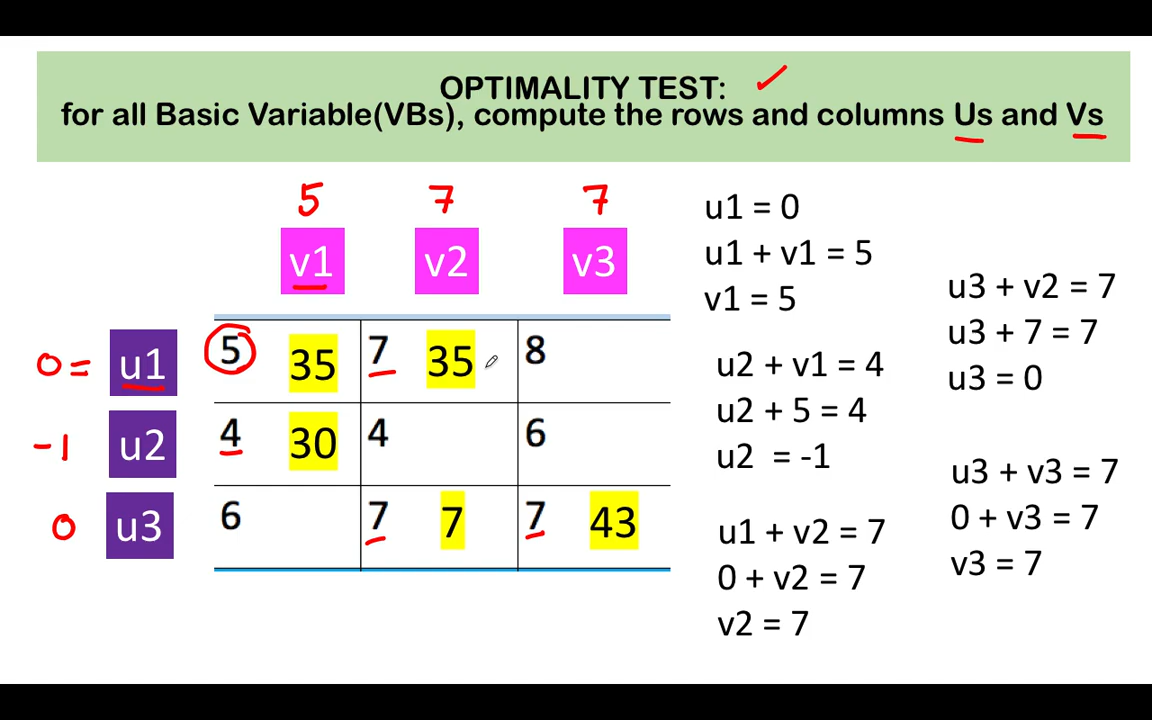 OPTIMALITY TEST:
for all Basic Variable(VBs), compute the rows and columns Us and Vs
5 7 7
v1 v2 v3
0= u1 5 35 7 35 8
-1 u2 4 30 4 6
0 u3 6 7 7 7 43
u1 = 0
u1 + v1 = 5
v1 = 5
u2 + v1 = 4
u2 + 5 = 4
u2 = -1
u1 + v2 = 7
0 + v2 = 7
v2 = 7
u3 + v2 = 7
u3 + 7 = 7
u3 = 0
u3 + v3 = 7
0 + v3 = 7
v3 = 7